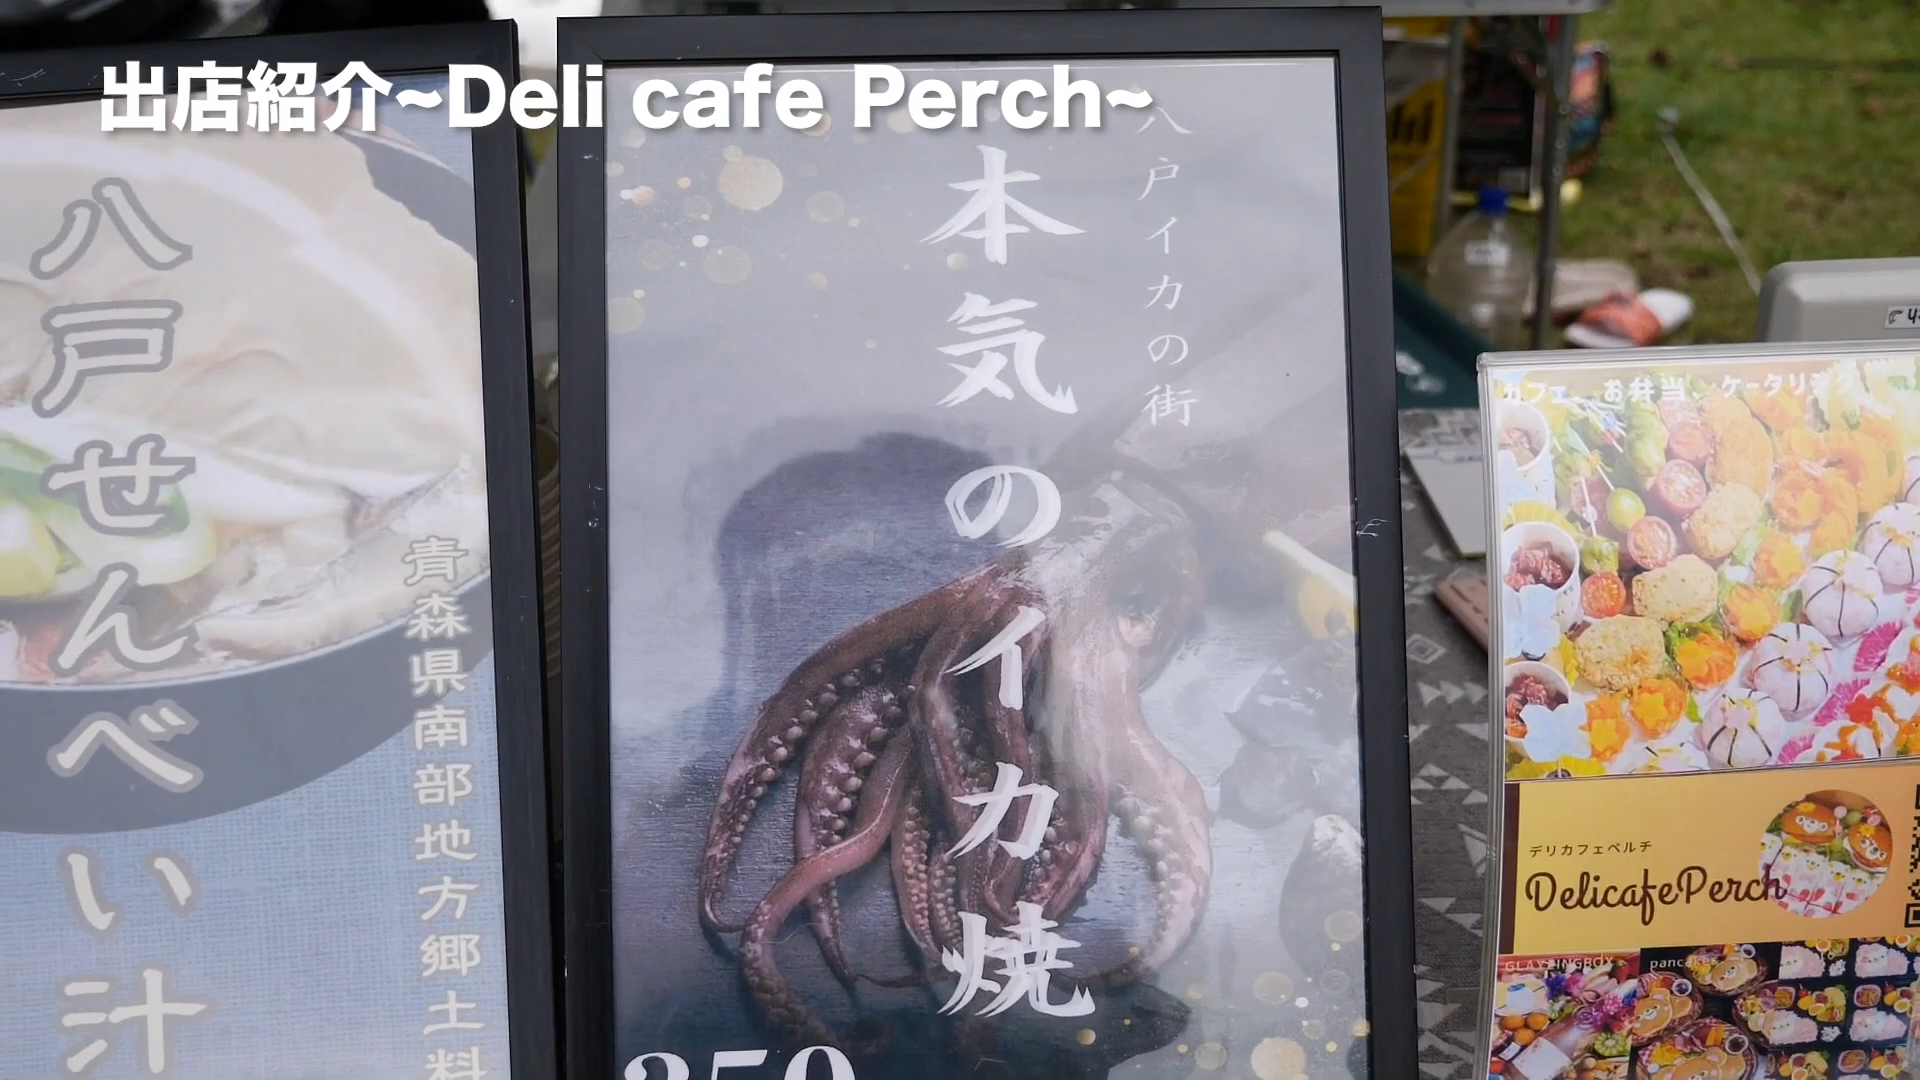 出店紹介~Deli cafe Perch~
八戸せんべい汁
青森県南部地方郷土料
八戸イカの街
本気のイカ焼
カフェ、お弁当、ケータリング
デリカフェペルチ
DelicafePerch
GLAMPINGBOX
pancakes